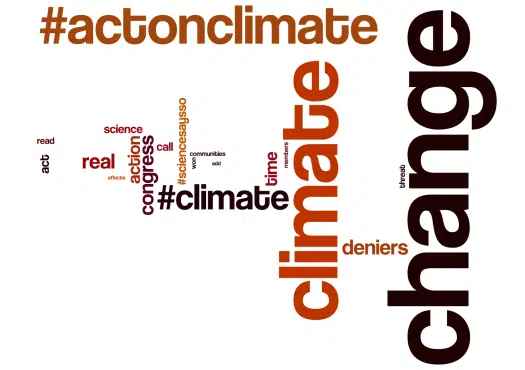 #actonclimate
change
climate
#sciencesaysso
science
congress
action
call
read
act
real
effects
communities
won
add
time
members
threat
#climate
deniers